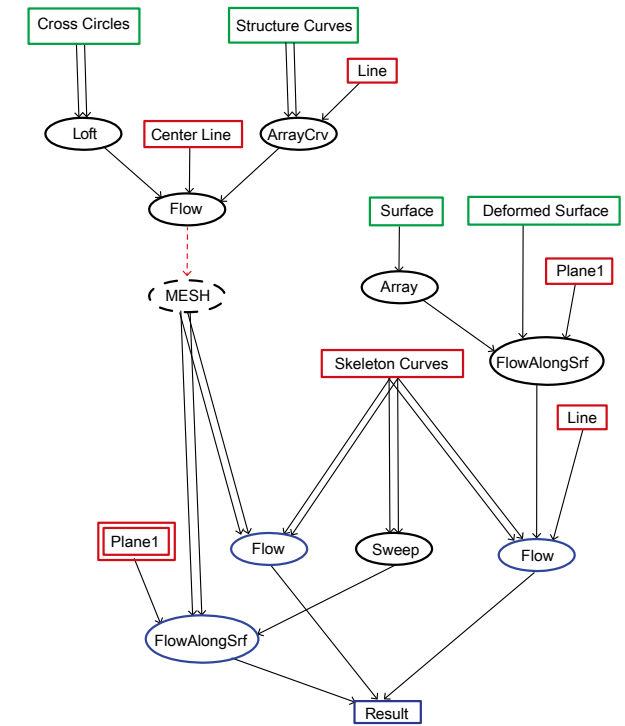 Cross Circles
Structure Curves
Line
Loft
Center Line
ArrayCrv
Flow
Surface
Deformed Surface
Plane1
Array
MESH
FlowAlongSrf
Skeleton Curves
Line
Plane1
Flow
Sweep
Flow
FlowAlongSrf
Result